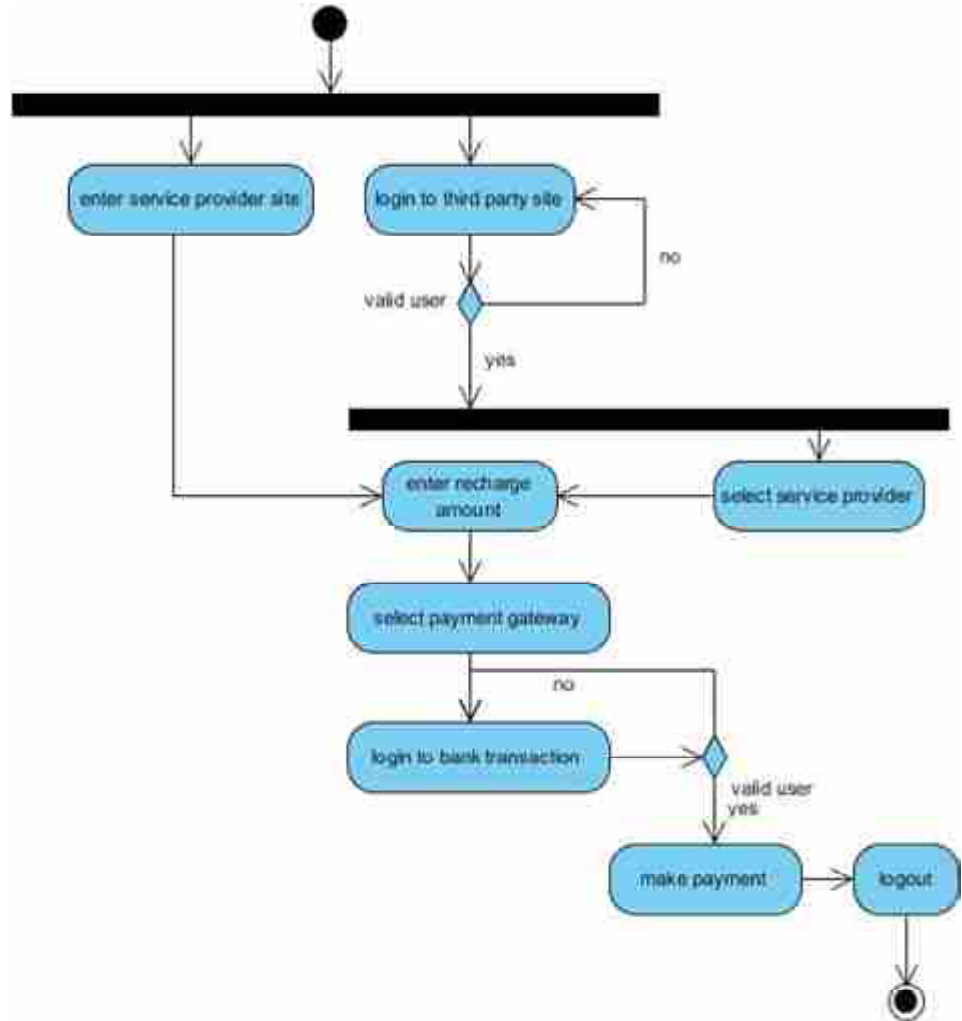 enter service provider site
login to third party site
no
valid user
yes
enter recharge
amount
select service provider
select payment gateway
no
login to bank transaction
valid user
yes
make payment
logout